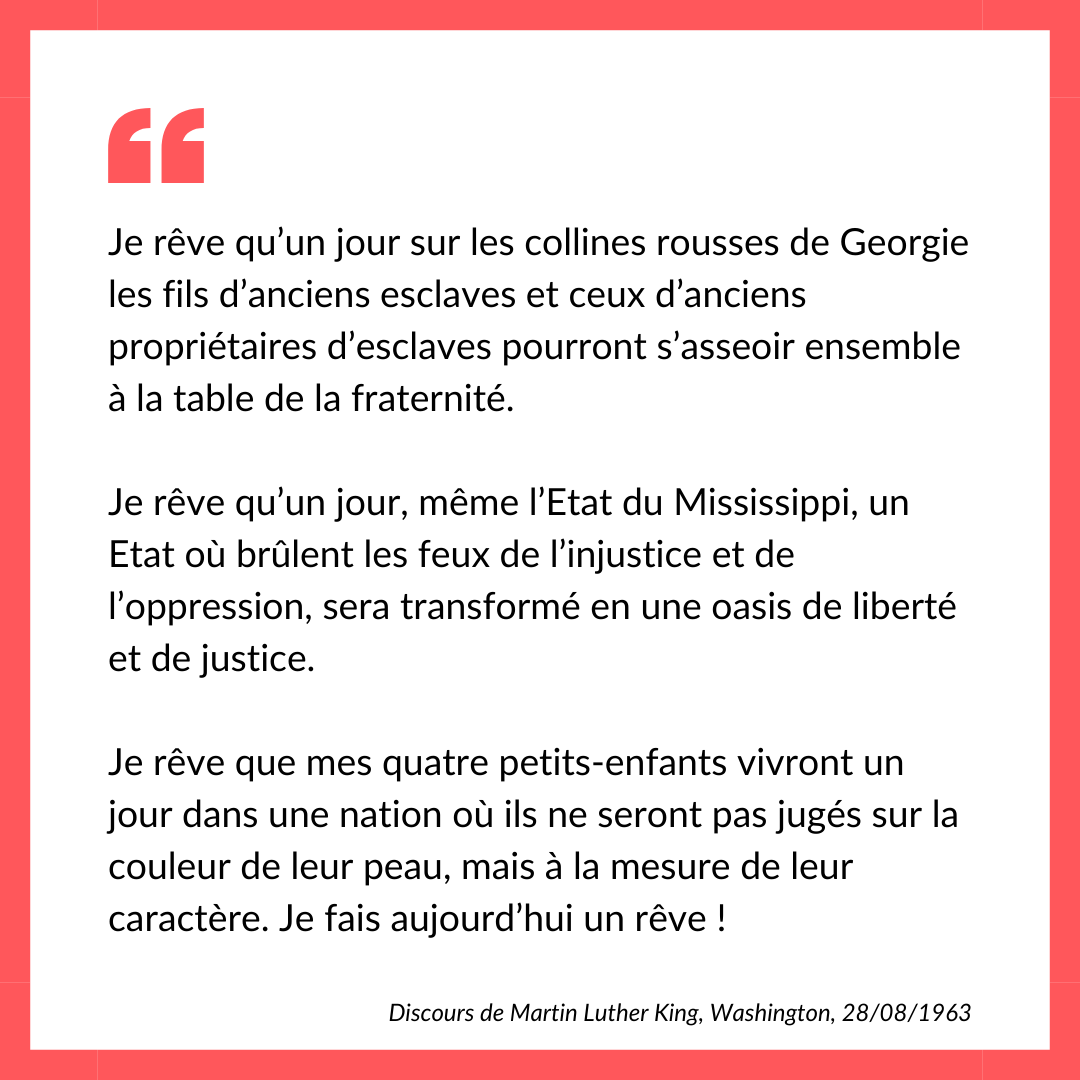 “
Je rêve qu’un jour sur les collines rousses de Georgie
les fils d’anciens esclaves et ceux d’anciens
propriétaires d’esclaves pourront s’asseoir ensemble
à la table de la fraternité.
Je rêve qu’un jour, même l’Etat du Mississippi, un
Etat où brûlent les feux de l’injustice et de
l’oppression, sera transformé en une oasis de liberté
et de justice.
Je rêve que mes quatre petits-enfants vivront un
jour dans une nation où ils ne seront pas jugés sur la
couleur de leur peau, mais à la mesure de leur
caractère. Je fais aujourd’hui un rêve !
Discours de Martin Luther King, Washington, 28/08/1963